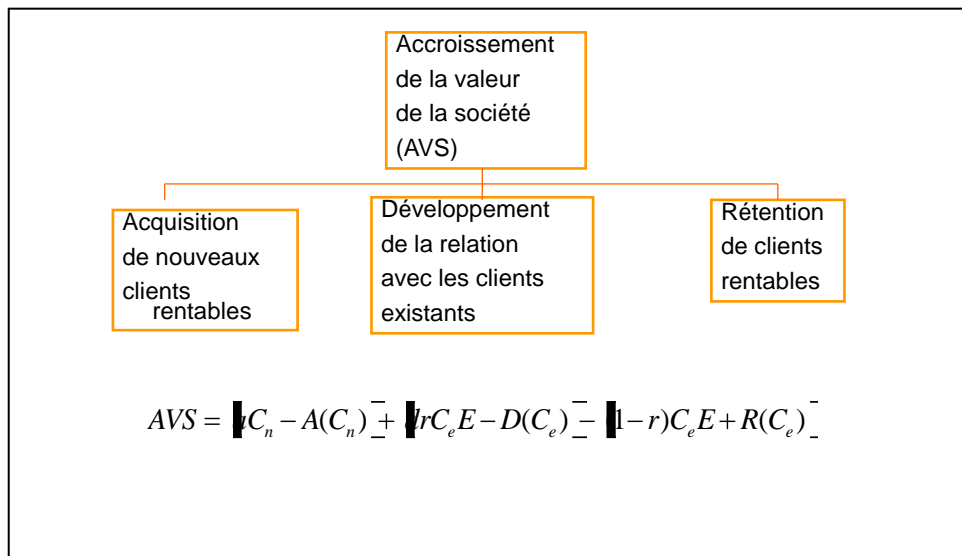 Accroissement
de la valeur
de la société
(AVS)
Acquisition
de nouveaux
clients
rentables
Développement
de la relation
avec les clients
existants
Rétention
de clients
rentables
AVS = C_n − A(C_n) + rC_eE − D(C_e) − 1 − r)C_eE + R(C_e)